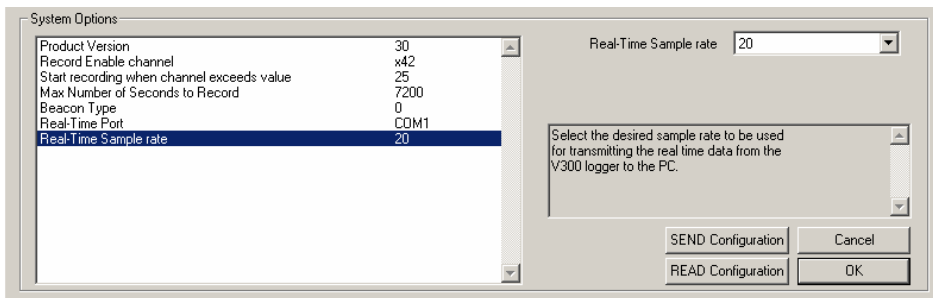 System Options
Product Version 30
Record Enable channel x42
Start recording when channel exceeds value 25
Max Number of Seconds to Record 7200
Beacon Type 0
Real-Time Port COM1
Real-Time Sample rate 20
Real-Time Sample rate 20
Select the desired sample rate to be used
for transmitting the real time data from the
V300 logger to the PC.
SEND Configuration Cancel
READ Configuration OK